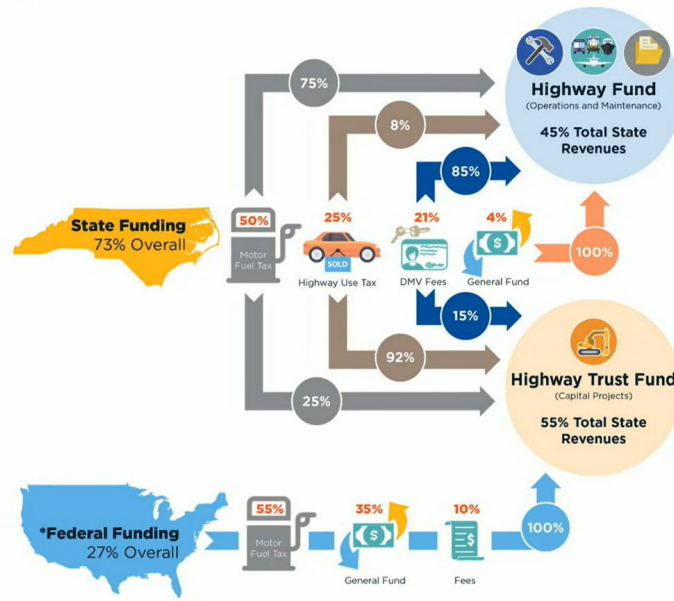 75%
Highway Fund
(Operations and Maintenance)
8%
45% Total State
Revenues
85%
State Funding
73% Overall
50%
25%
21%
4%
Motor
Fuel Tax
SOLD
Highway Use Tax
DMV Fees
$
General Fund
100%
15%
92%
Highway Trust Fund
(Capital Projects)
25%
55% Total State
Revenues
*Federal Funding
27% Overall
55%
35%
10%
Motor
Fuel Tax
$
$
100%
General Fund
Fees